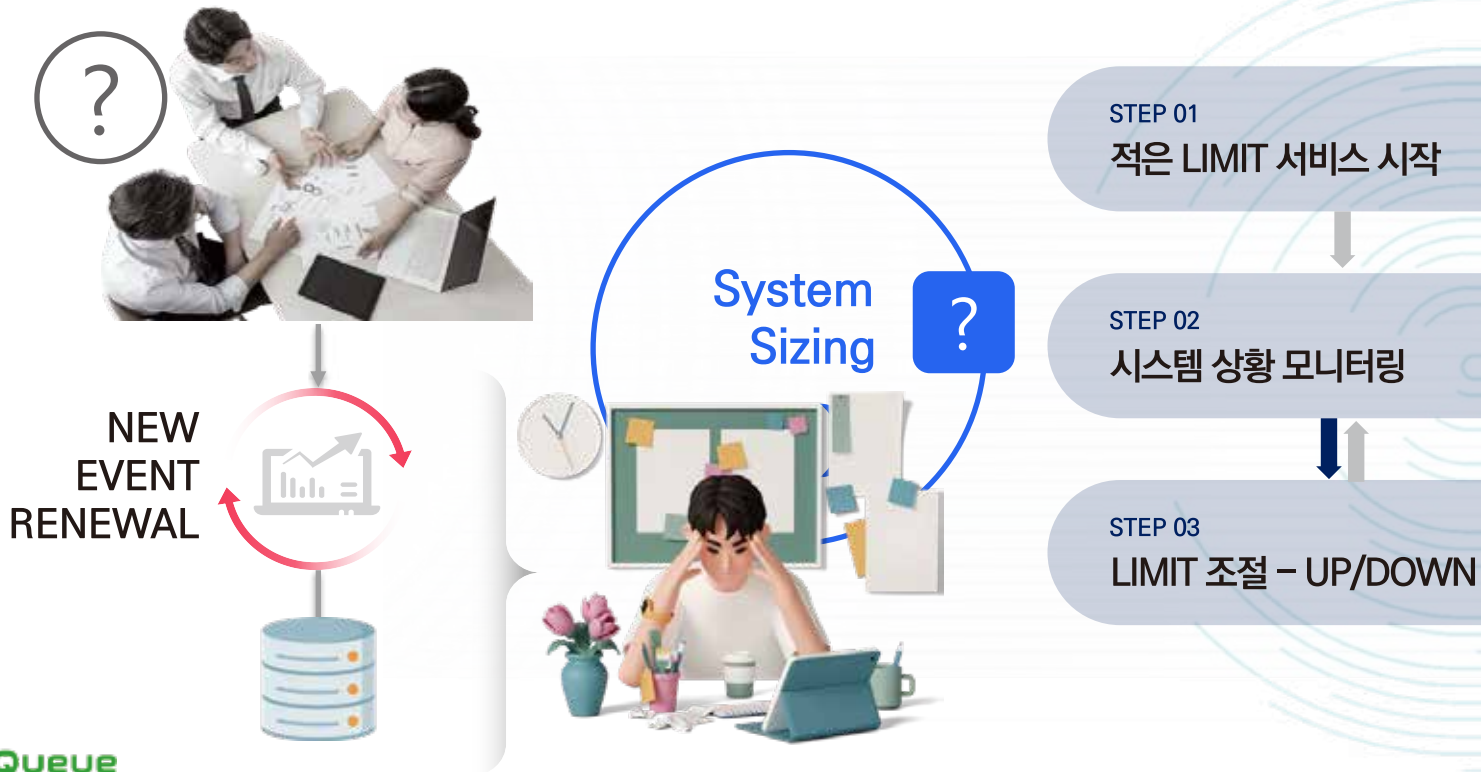 ?
NEW
EVENT
RENEWAL
System
Sizing
?
STEP 01
적은 LIMIT 서비스 시작
STEP 02
시스템 상황 모니터링
STEP 03
LIMIT 조절 – UP/DOWN
Queue